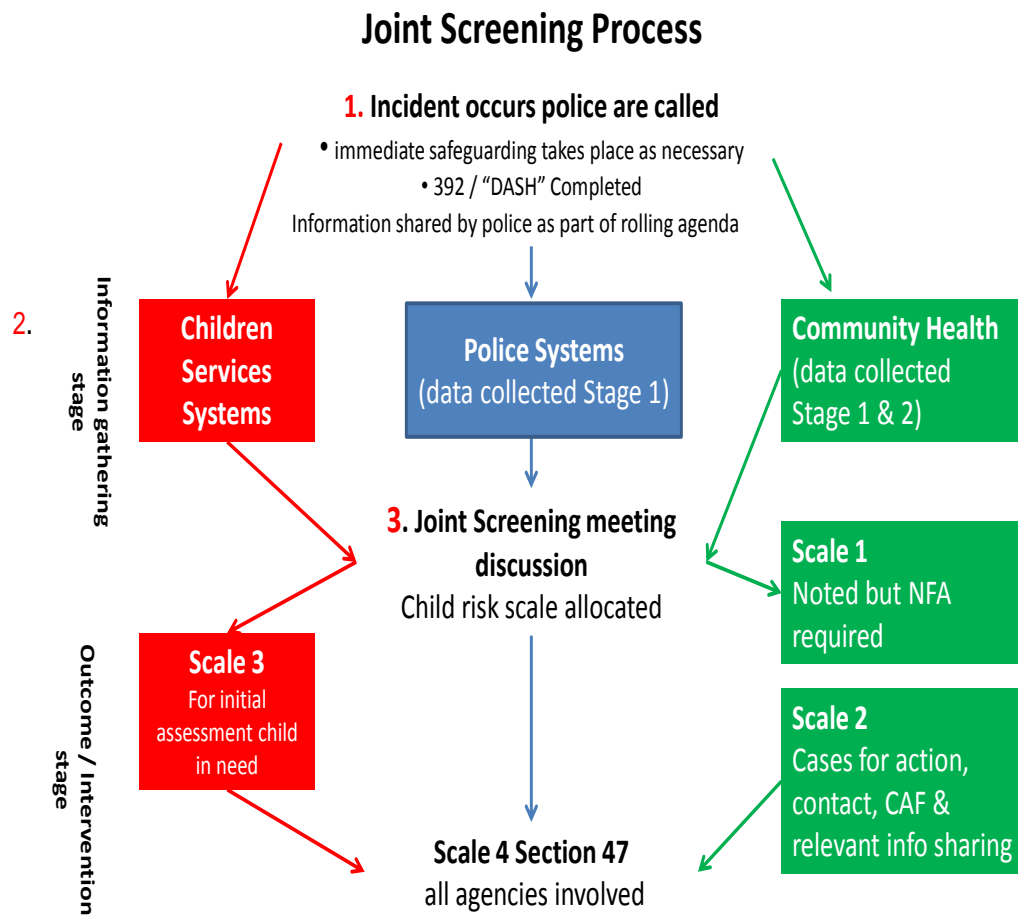 Joint Screening Process
1. Incident occurs police are called
• immediate safeguarding takes place as necessary
• 392 / “DASH” Completed
Information shared by police as part of rolling agenda
2.
Information gathering
stage
Children
Services
Systems
Police Systems
(data collected Stage 1)
Community Health
(data collected
Stage 1 & 2)
3. Joint Screening meeting
discussion
Child risk scale allocated
Scale 1
Noted but NFA
required
Outcome / Intervention
stage
Scale 3
For initial
assessment child
in need
Scale 2
Cases for action,
contact, CAF &
relevant info sharing
Scale 4 Section 47
all agencies involved